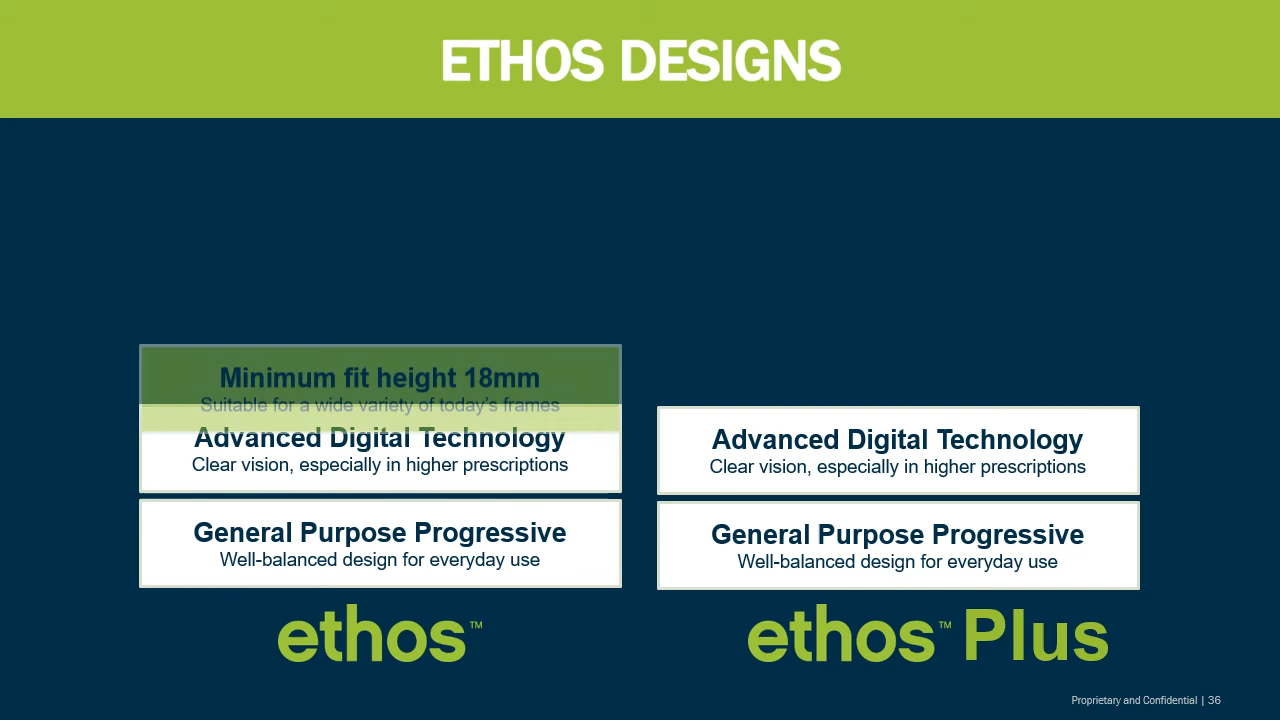 ETHOS DESIGNS
Minimum fit height 18mm
Suitable for a wide variety of today's frames
Advanced Digital Technology
Clear vision, especially in higher prescriptions
General Purpose Progressive
Well-balanced design for everyday use
ethos™
Advanced Digital Technology
Clear vision, especially in higher prescriptions
General Purpose Progressive
Well-balanced design for everyday use
ethos™ Plus
Proprietary and Confidential | 36